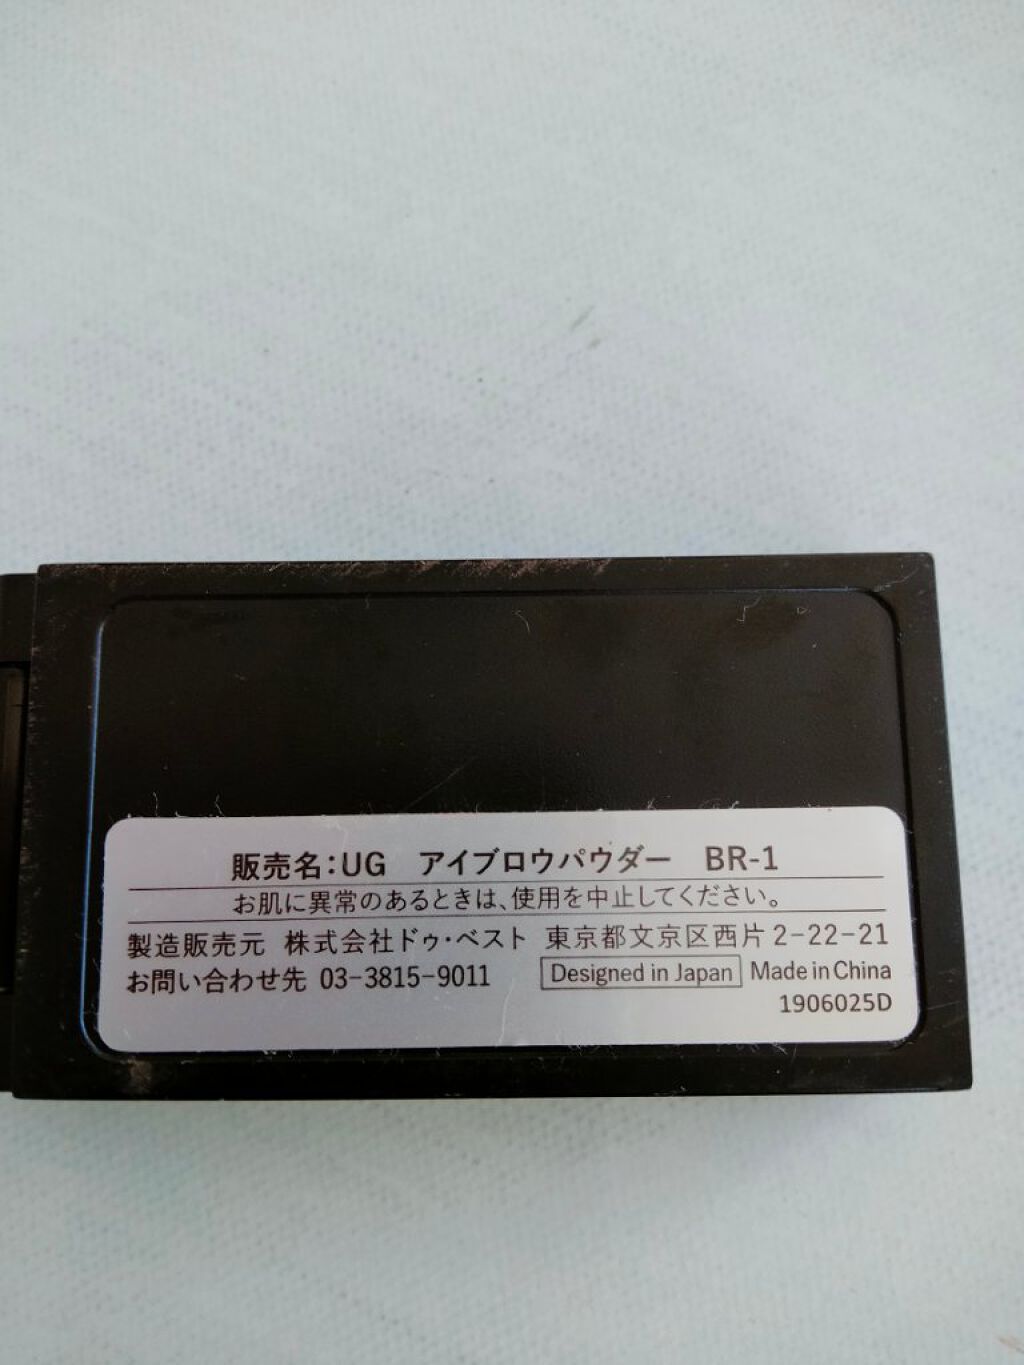 販売名：UG　アイブロウパウダー　BR-1
お肌に異常のあるときは、使用を中止してください。
製造販売元 株式会社ドゥ・ベスト 東京都文京区西片2-22-21
お問い合わせ先 03-3815-9011 Designed in Japan Made in China
1906025D